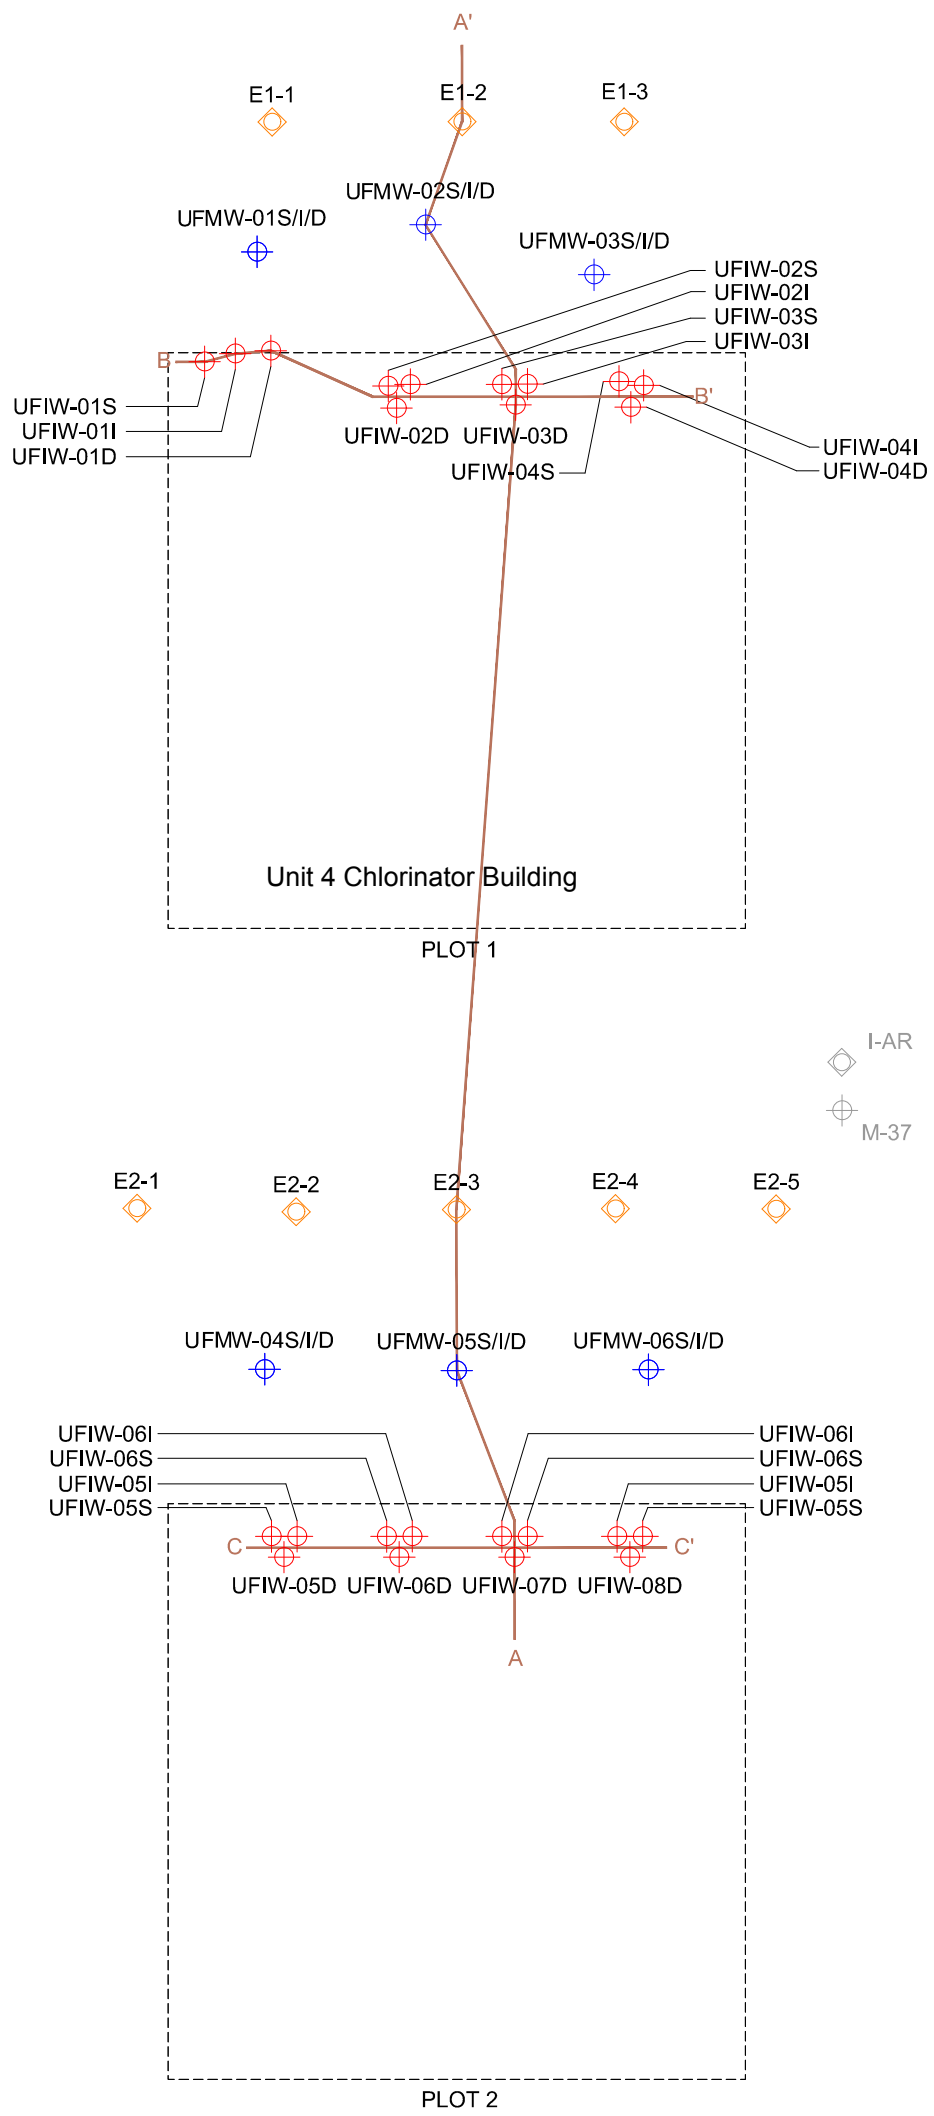 A'
E1-1
E1-2
E1-3
UFMW-01S/I/D
UFMW-02S/I/D
UFMW-03S/I/D
UFIW-02S
UFIW-02I
UFIW-03S
UFIW-03I
B
B'
UFIW-01S
UFIW-01I
UFIW-01D
UFIW-02D
UFIW-03D
UFIW-04S
UFIW-04I
UFIW-04D
Unit 4 Chlorinator Building
PLOT 1
I-AR
M-37
E2-1
E2-2
E2-3
E2-4
E2-5
UFMW-04S/I/D
UFMW-05S/I/D
UFMW-06S/I/D
UFIW-06I
UFIW-06S
UFIW-05I
UFIW-05S
UFIW-06I
UFIW-06S
UFIW-05I
UFIW-05S
C
C'
UFIW-05D
UFIW-06D
UFIW-07D
UFIW-08D
A
PLOT 2